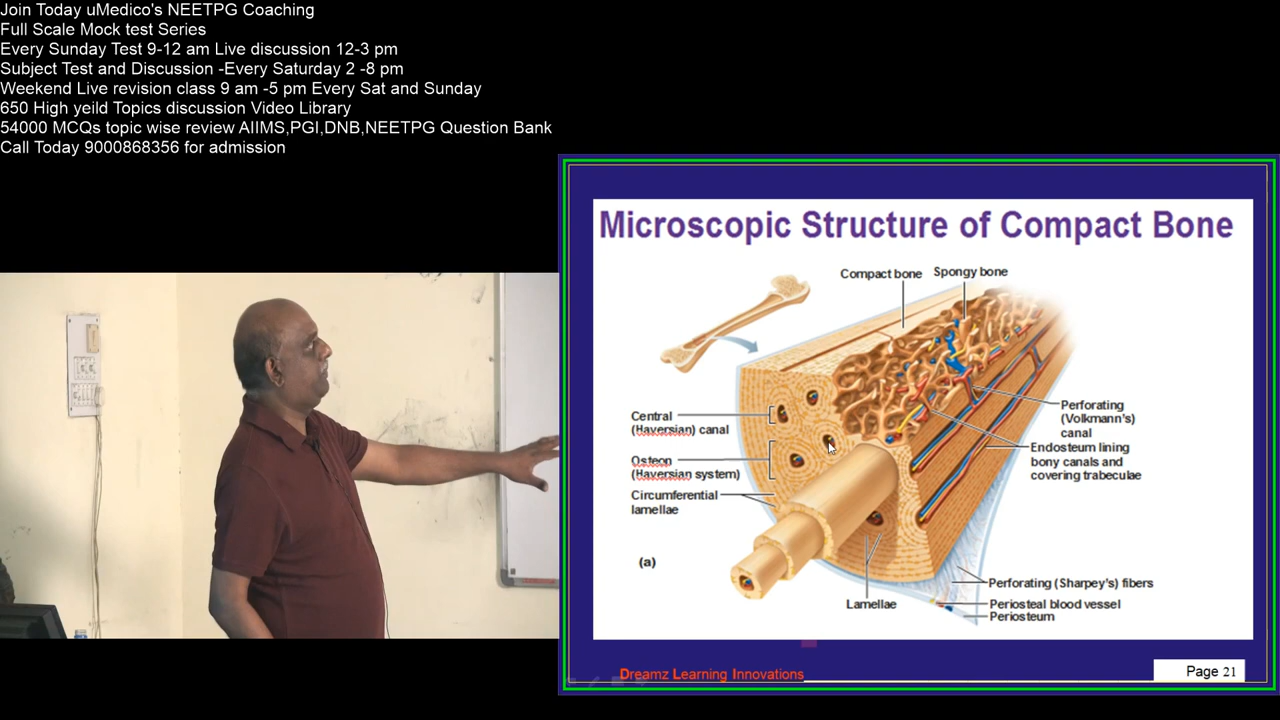 Join Today uMedico's NEETPG Coaching
Full Scale Mock test Series
Every Sunday Test 9-12 am Live discussion 12-3 pm
Subject Test and Discussion -Every Saturday 2 -8 pm
Weekend Live revision class 9 am -5 pm Every Sat and Sunday
650 High yeild Topics discussion Video Library
54000 MCQs topic wise review AIIMS,PGI,DNB,NEETPG Question Bank
Call Today 9000868356 for admission
Microscopic Structure of Compact Bone
Compact bone
Spongy bone
Central
(Haversian) canal
Osteon
(Haversian system)
Circumferential
lamellae
(a)
Lamellae
Perforating
(Volkmann's)
canal
Endosteum lining
bony canals and
covering trabeculae
Perforating (Sharpey's) fibers
Periosteal blood vessel
Periosteum
Dreamz Learning Innovations
Page 21